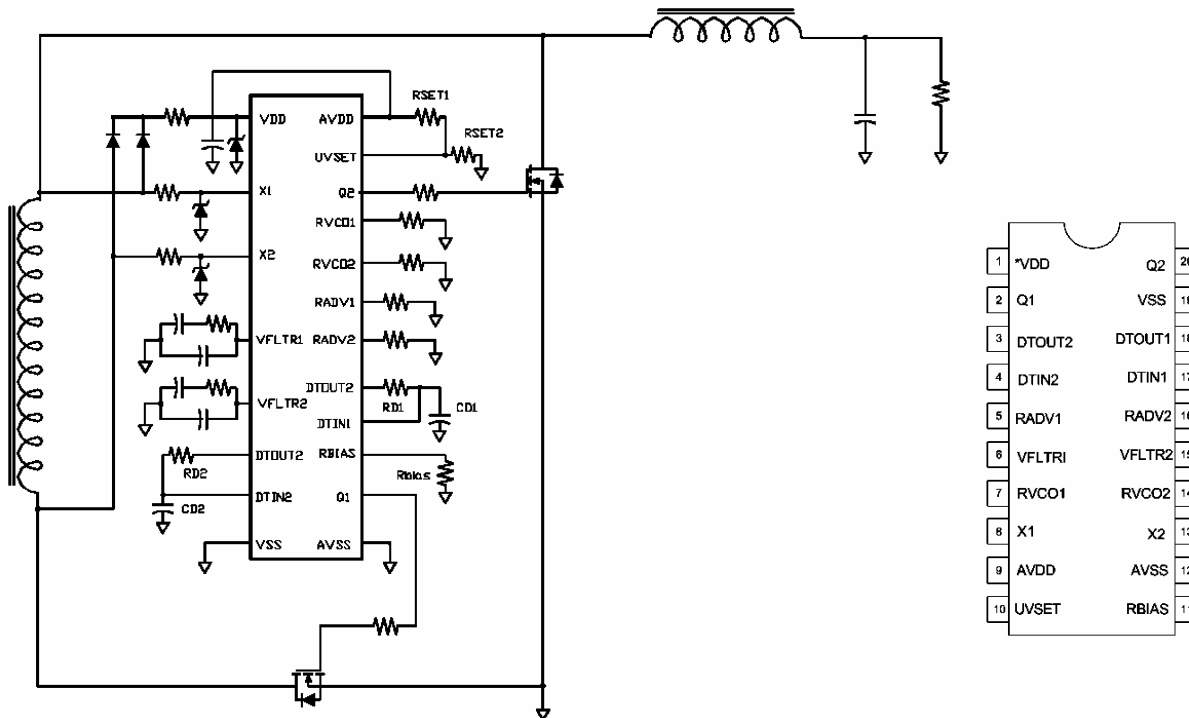 VDD AVDD RSET1
RSET2
UVSET
X1 Q2
RVCO1
X2 RVCO2
RADV1
VFLTR1 RADV2
DTOUT2
RD1 CD1
VFLTR2
DTIN1
DTOUT2 RBIAS
RD2 Rbias
DTIN2 Q1
CD2
VSS AVSS
1 *VDD Q2 20
2 Q1 VSS
3 DTOUT2 DTOUT1
4 DTIN2 DTIN1
5 RADV1 RADV2
6 VFLTRI VFLTR2
7 RVCO1 RVCO2
8 X1 X2
9 AVDD AVSS
10 UVSET RBIAS